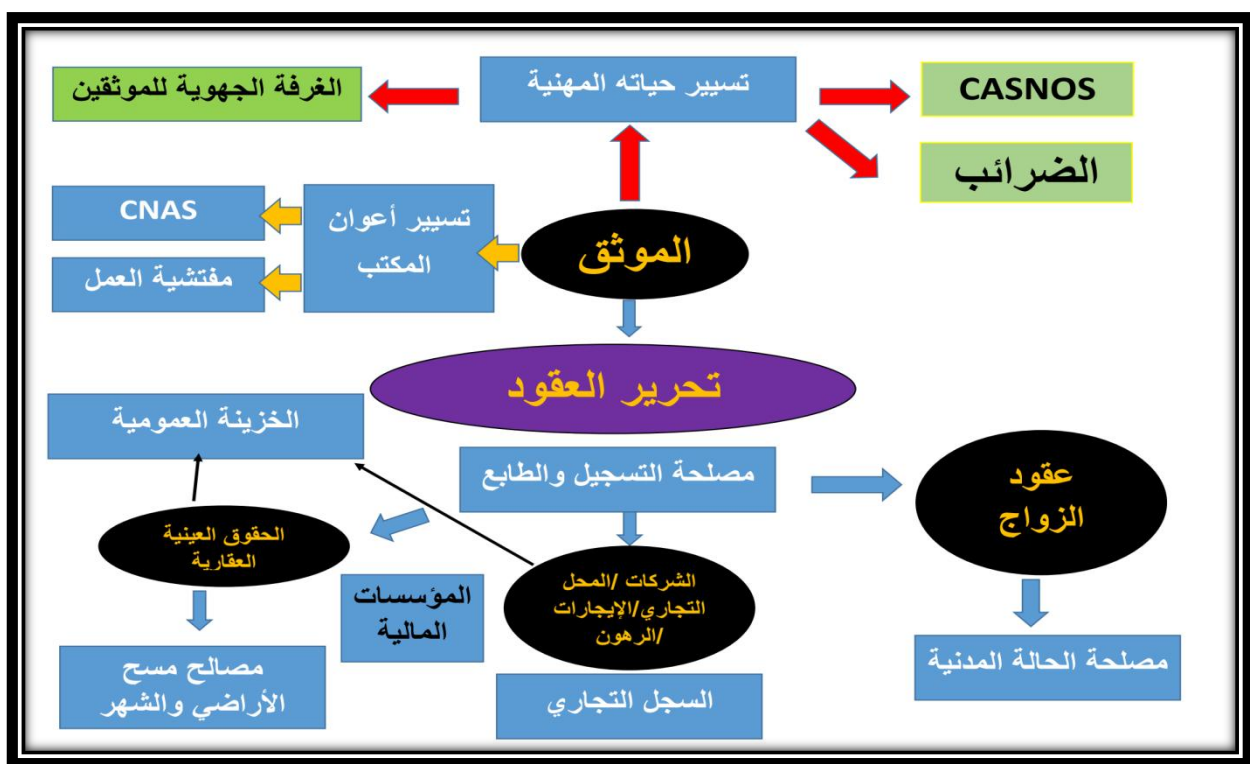 تسيير حياته المهنية
الغرفة الجهوية للموثقين
CASNOS
الضرائب
الموثق
تسيير أعوان
المكتب
CNAS
مفتشية العمل
تحرير العقود
الخزينة العمومية
مصلحة التسجيل والطابع
عقود
الزواج
الحقوق العينية
العقارية
المؤسسات
المالية
الشركات /المحل
التجاري/الإيجارات
/الرهون
مصلحة الحالة المدنية
مصالح مسح
الأراضي والشهر
السجل التجاري